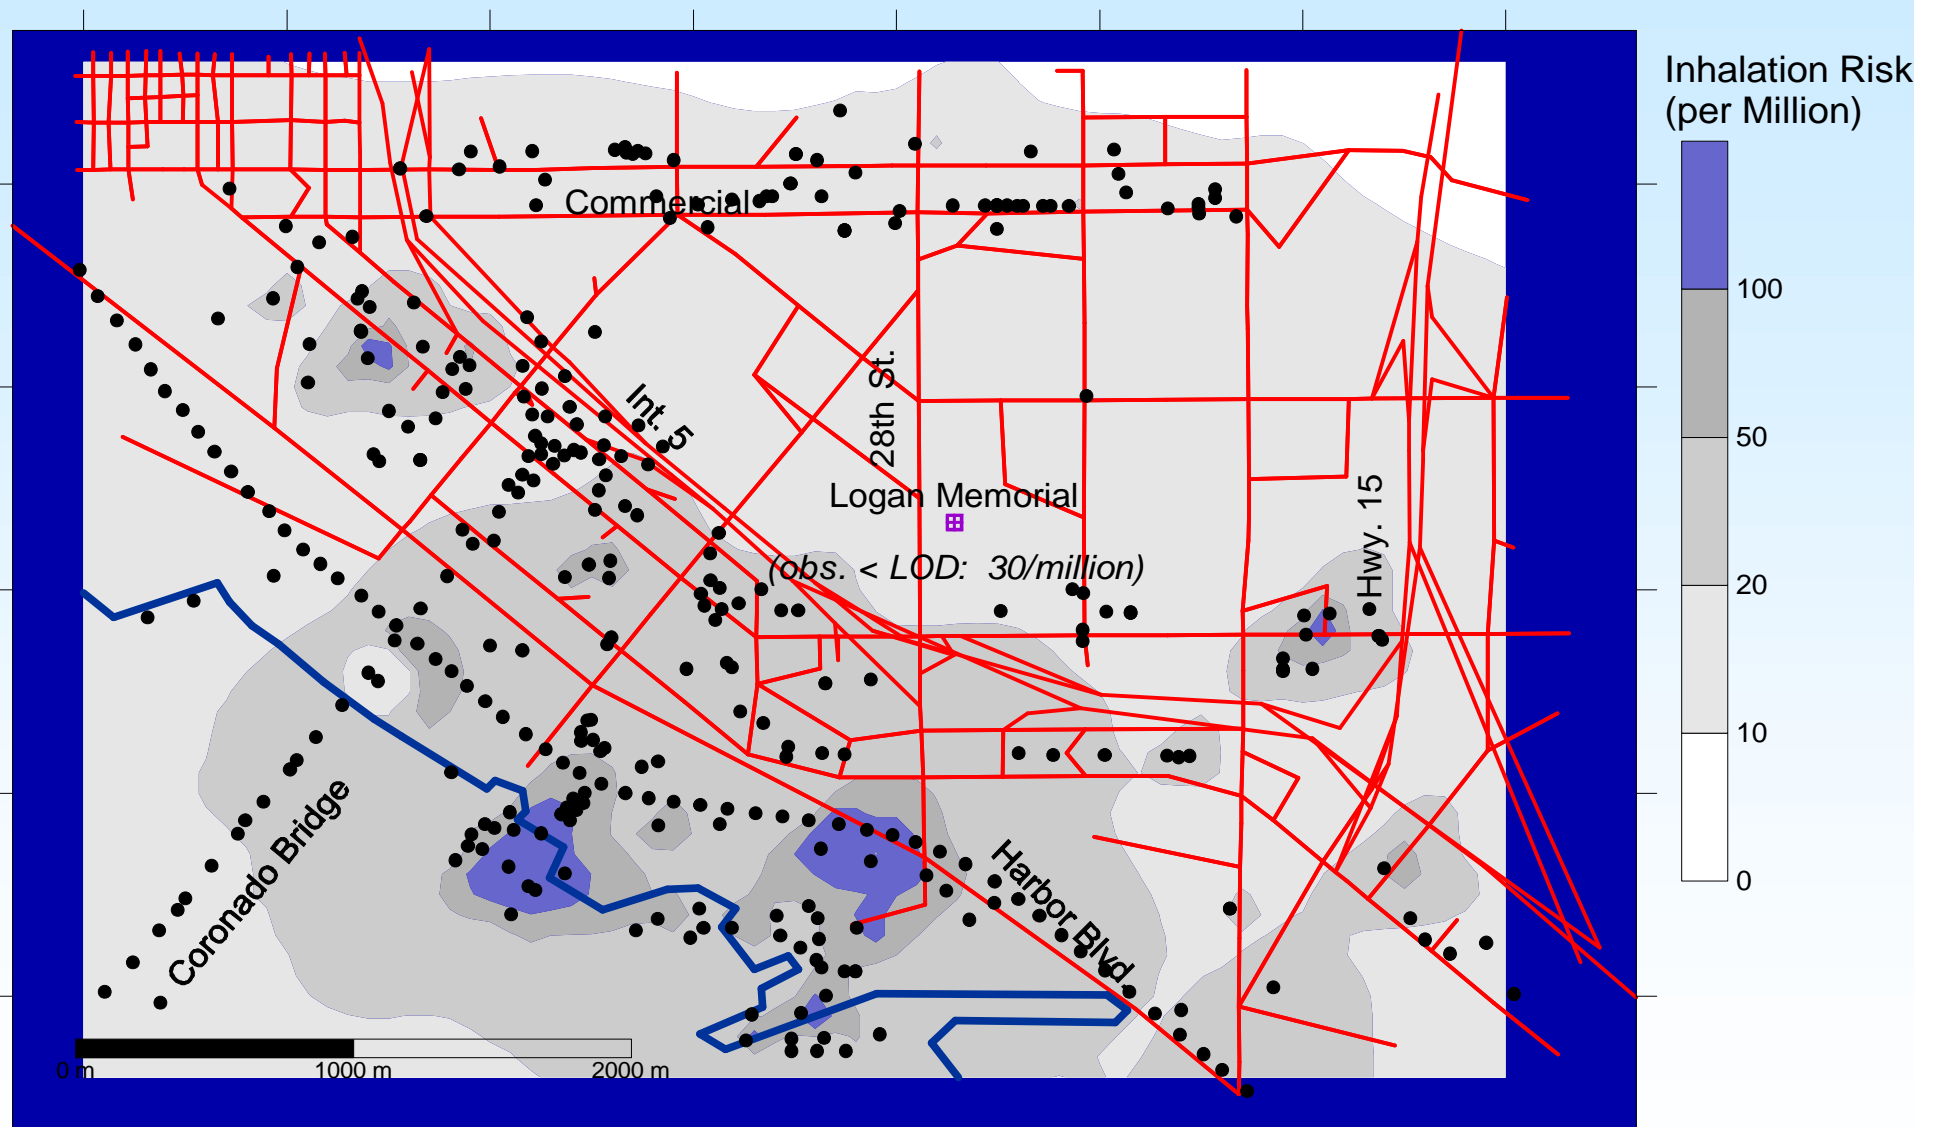 Inhalation Risk
(per Million)
100
50
20
10
0
Commercial
Int. 5
28th St.
Logan Memorial
(obs. < LOD:  30/million)
Hwy. 15
Coronado Bridge
Harbor Blvd.
0 m
1000 m
2000 m